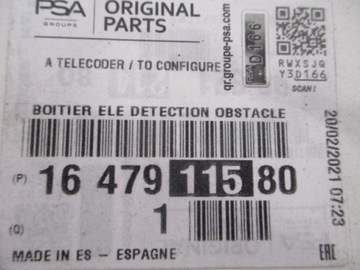 PSA
GROUPE
ORIGINAL
PARTS
A TELECODER / TO CONFIGURE
D166
qr.groupe-psa.com
RWXSJQ
Y3D166
SCAN!
BOITIER ELE DETECTION OBSTACLE
(P) 16 479 115 80
(Q) 1
20/02/2021 07:23
MADE IN ES - ESPAGNE
EAC